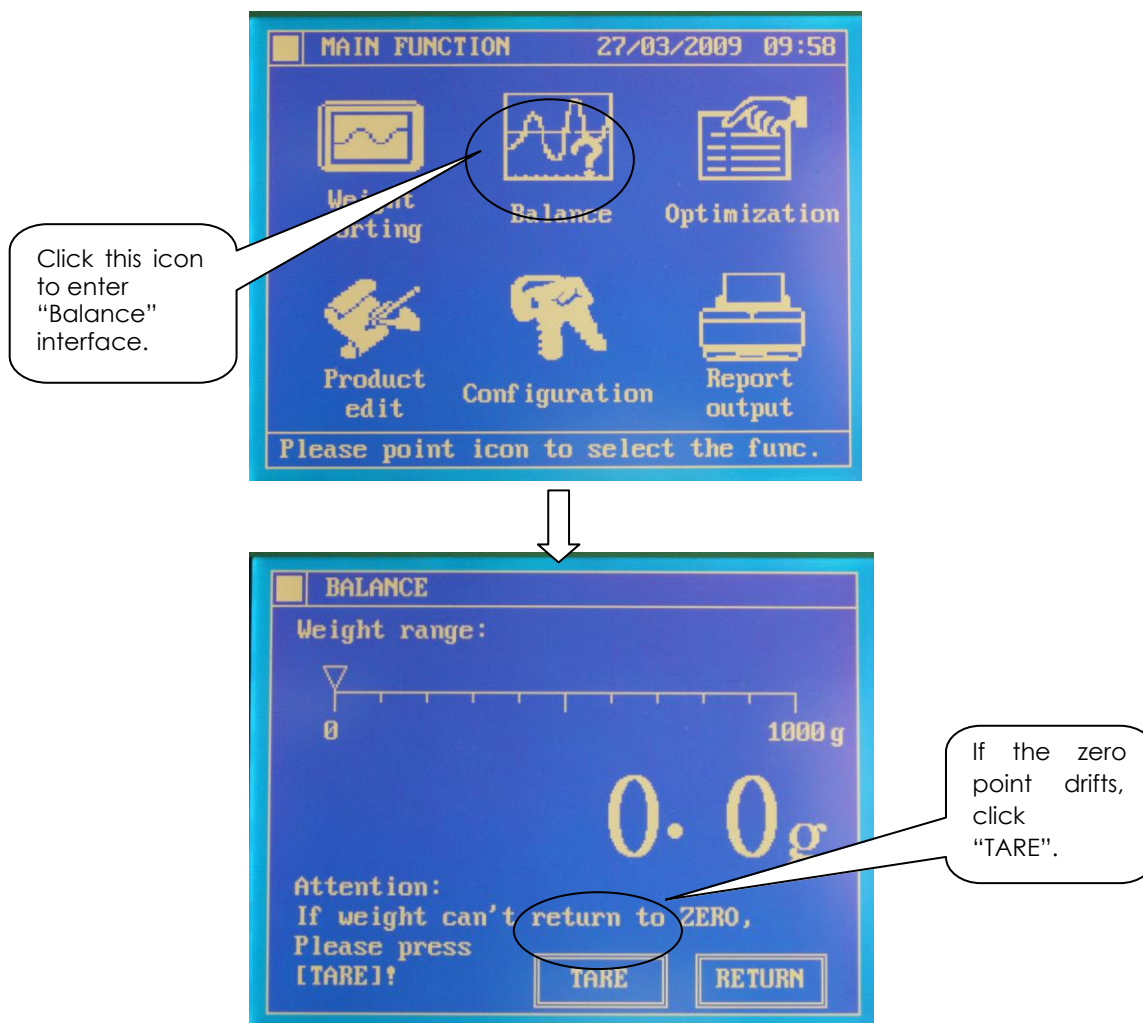 MAIN FUNCTION 27/03/2009 09:58
Weight
orting
Balance
Optimization
Product
edit
Configuration
Report
output
Please point icon to select the func.
Click this icon
to enter
“Balance”
interface.
BALANCE
Weight range:
0
1000 g
0.0g
Attention:
If weight can't return to ZERO,
Please press
[TARE]!
TARE
RETURN
If the zero
point drifts,
click
“TARE”.